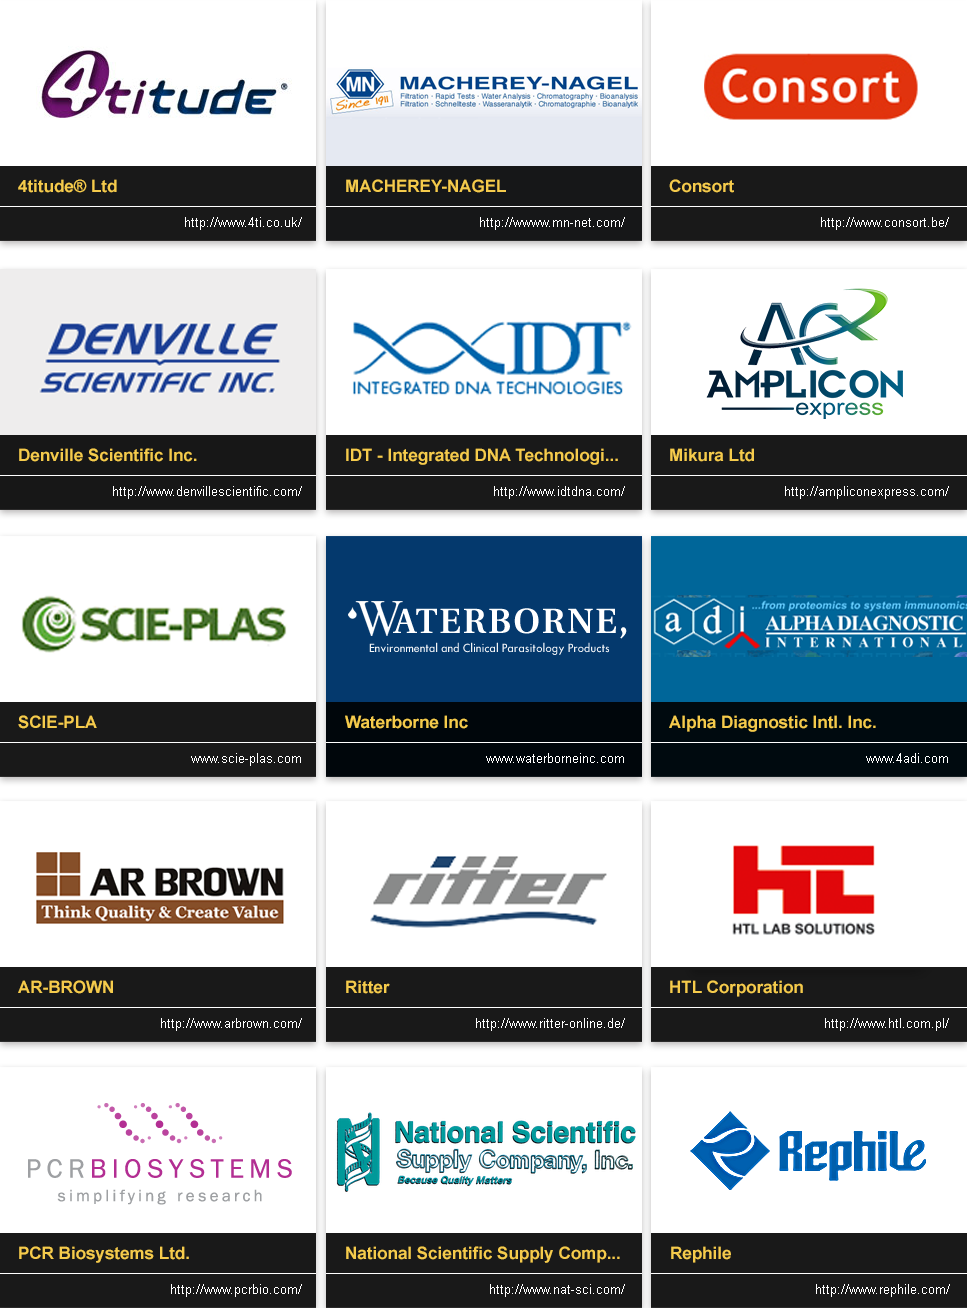 4titude®
MN
Since 1911
MACHEREY-NAGEL
Filtration · Rapid Tests · Water Analysis · Chromatography · Bioanalysis
Filtration · Schnellteste · Wasseranalytik · Chromatographie · Bioanalytik
Consort
4titude® Ltd
MACHEREY-NAGEL
Consort
http://www.4ti.co.uk/
http://wwww.mn-net.com/
http://www.consort.be/
DENVILLE
SCIENTIFIC INC.
IDT®
INTEGRATED DNA TECHNOLOGIES
AEX
AMPLICON
express
Denville Scientific Inc.
IDT - Integrated DNA Technologi...
Mikura Ltd
http://www.denvillescientific.com/
http://www.idtdna.com/
http://ampliconexpress.com/
SCIE-PLAS
WATERBORNE,
Environmental and Clinical Parasitology Products
...from proteomics to system immunomics
adi
ALPHA DIAGNOSTIC
INTERNATIONAL
SCIE-PLA
Waterborne Inc
Alpha Diagnostic Intl. Inc.
www.scie-plas.com
www.waterborneinc.com
www.4adi.com
AR BROWN
Think Quality & Create Value
ritter
HTL
HTL LAB SOLUTIONS
AR-BROWN
Ritter
HTL Corporation
http://www.arbrown.com/
http://www.ritter-online.de/
http://www.htl.com.pl/
PCRBIOSYSTEMS
simplifying research
National Scientific
Supply Company, Inc.
Because Quality Matters
Rephile
PCR Biosystems Ltd.
National Scientific Supply Comp...
Rephile
http://www.pcrbio.com/
http://www.nat-sci.com/
http://www.rephile.com/